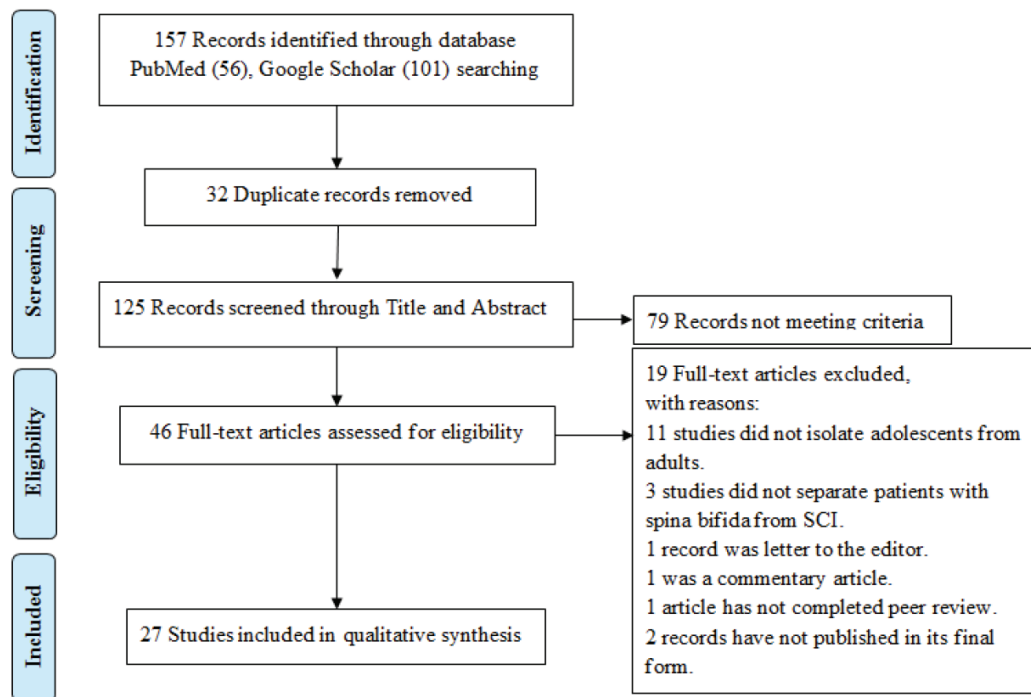 Identification
157 Records identified through database
PubMed (56), Google Scholar (101) searching
32 Duplicate records removed
Screening
125 Records screened through Title and Abstract
79 Records not meeting criteria
Eligibility
46 Full-text articles assessed for eligibility
19 Full-text articles excluded,
with reasons:
11 studies did not isolate adolescents from
adults.
3 studies did not separate patients with
spina bifida from SCI.
1 record was letter to the editor.
1 was a commentary article.
1 article has not completed peer review.
2 records have not published in its final
form.
Included
27 Studies included in qualitative synthesis